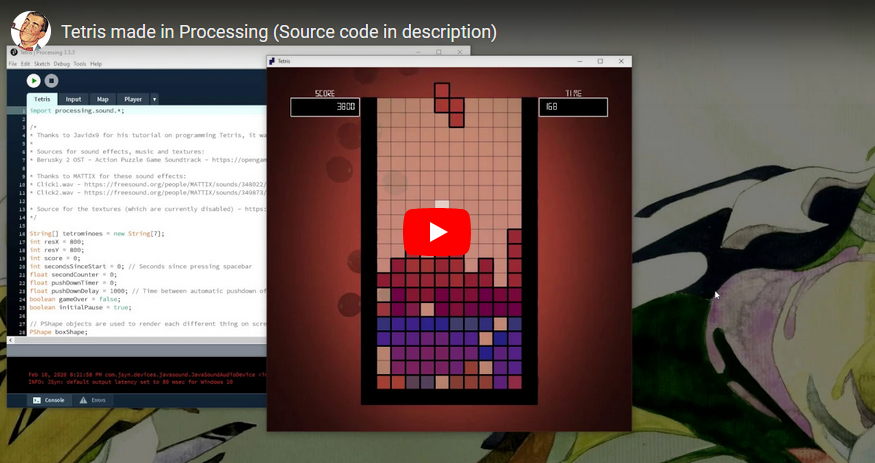 Tetris made in Processing (Source code in description)
Tetris | Processing 3.5.3
File Edit Sketch Debug Tools Help
Tetris Input Map Player
1 import processing.sound.*;
2
3 /*
4 * Thanks to Javidx9 for his tutorial on programming Tetris, it wa
5 *
6 * Sources for sound effects, music and textures:
7 * Berusky 2 OST - Action Puzzle Game Soundtrack - https://opengam
8 *
9 * Thanks to MATTIX for these sound effects:
10 * Click1.wav - https://freesound.org/people/MATTIX/sounds/348022/
11 * Click2.wav - https://freesound.org/people/MATTIX/sounds/349873/
12 *
13 * Source for the textures (which are currently disabled) - https:
14 */
15
16 String[] tetrominoes = new String[7];
17 int resX = 800;
18 int resY = 800;
19 int score = 0;
20 int secondsSinceStart = 0; // Seconds since pressing spacebar
21 float secondCounter = 0;
22 float pushDownTimer = 0;
23 float pushDownDelay = 1000; // Time between automatic pushdown of
24 boolean gameOver = false;
25 boolean initialPause = true;
26
27 // PShape objects are used to render each different thing on scre
28 PShape boxShape;
Feb 18, 2020 8:21:58 PM com.jsyn.devices.javasound.JavaSoundAudioDevice <in
INFO: JSyn: default output latency set to 80 msec for Windows 10
Console Errors
Tetris
SCORE
3800
TIME
168